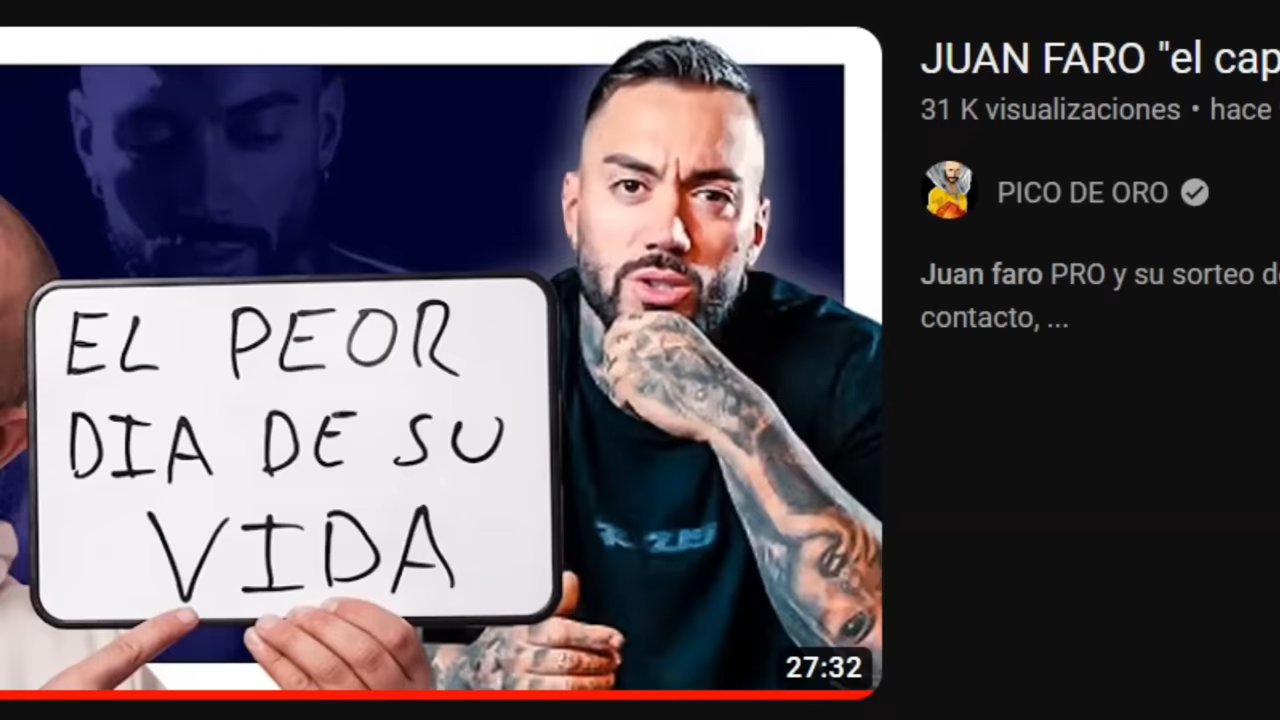 EL PEOR
DIA DE SU
VIDA
27:32
JUAN FARO "el cap
31 K visualizaciones • hace
PICO DE ORO
Juan faro PRO y su sorteo d
contacto, ...